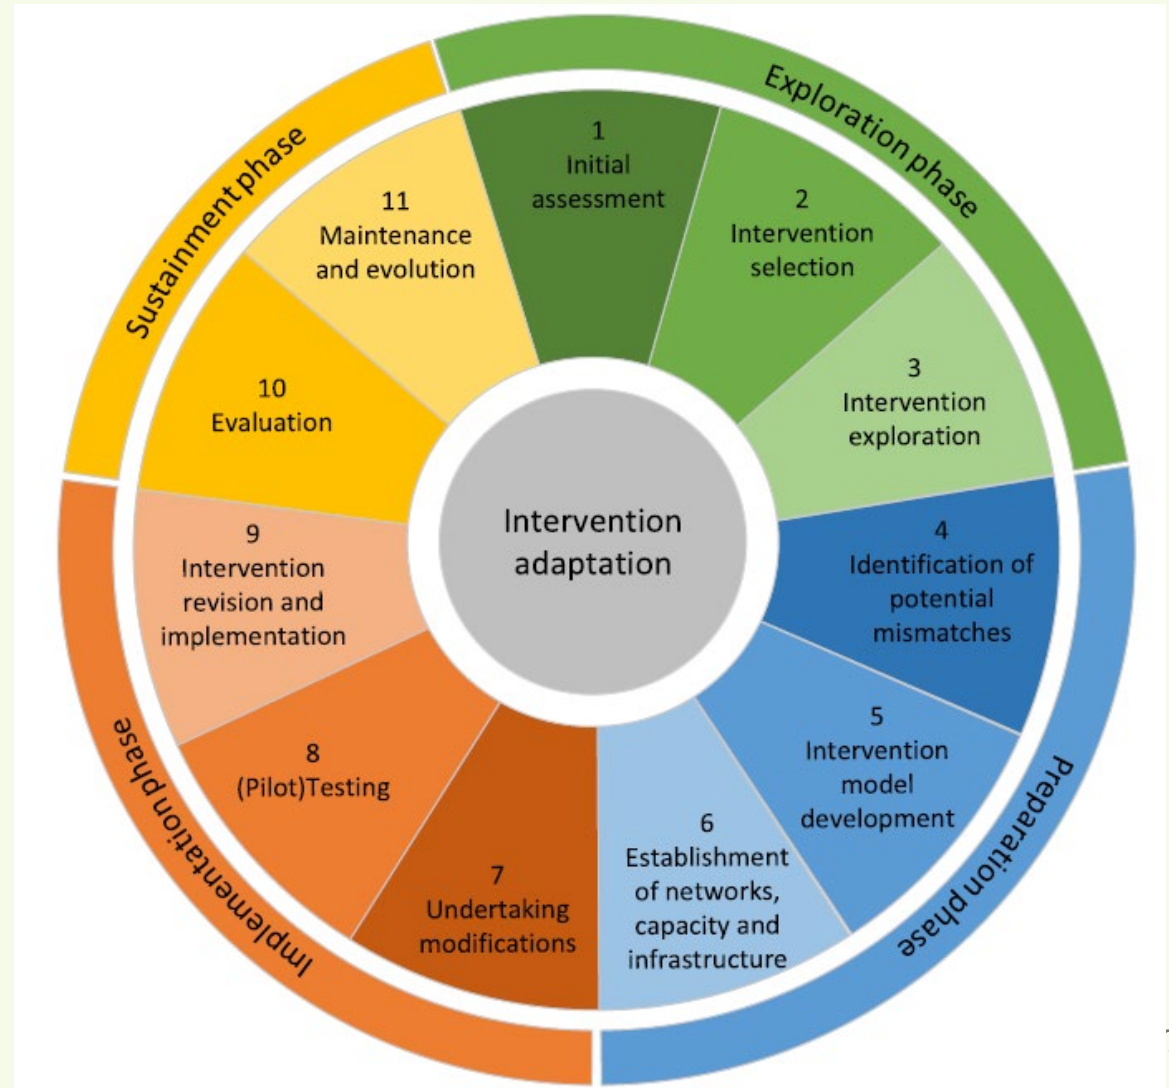 Exploration phase
1
Initial
assessment
2
Intervention
selection
3
Intervention
exploration
Preparation phase
4
Identification of
potential
mismatches
5
Intervention
model
development
6
Establishment
of networks,
capacity and
infrastructure
Implementation phase
7
Undertaking
modifications
8
(Pilot)Testing
9
Intervention
revision and
implementation
Sustainment phase
10
Evaluation
11
Maintenance
and evolution
Intervention
adaptation